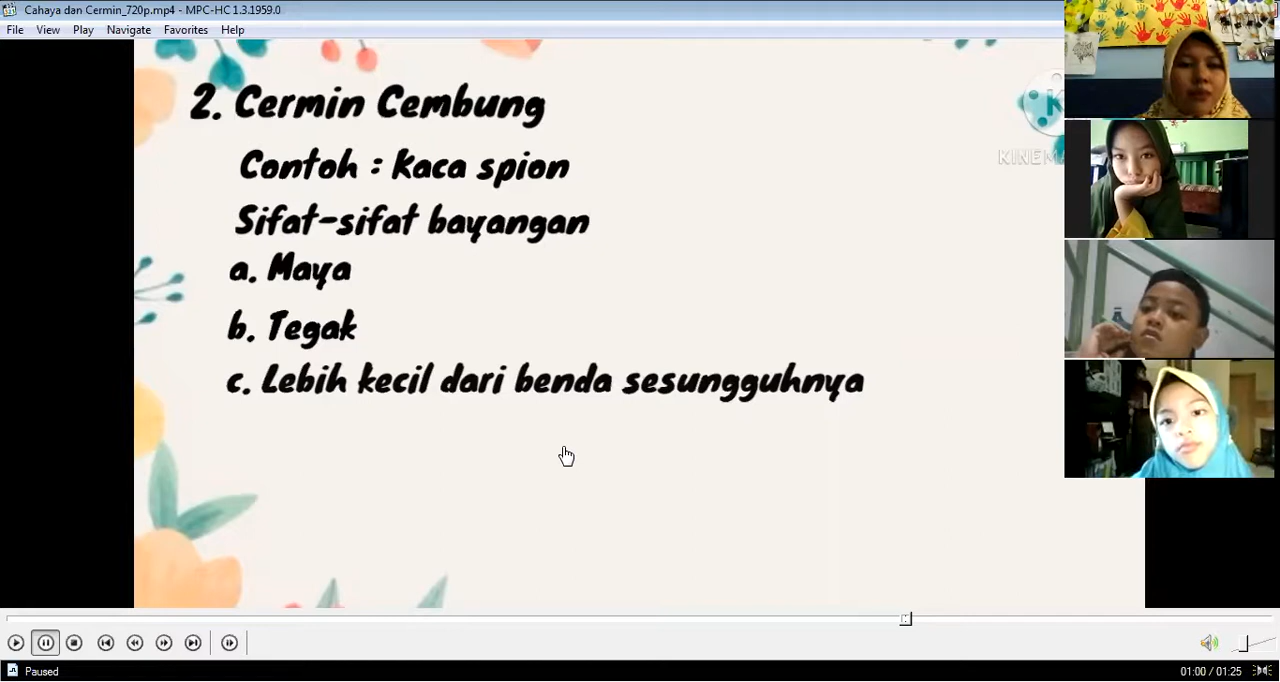 Cahaya dan Cermin_720p.mp4 - MPC-HC 1.3.1959.0
File View Play Navigate Favorites Help
2. Cermin Cembung
Contoh : Kaca spion
Sifat-sifat bayangan
a. Maya
b. Tegak
c. Lebih kecil dari benda sesungguhnya
K
KINEM
Paused
01:00 / 01:25